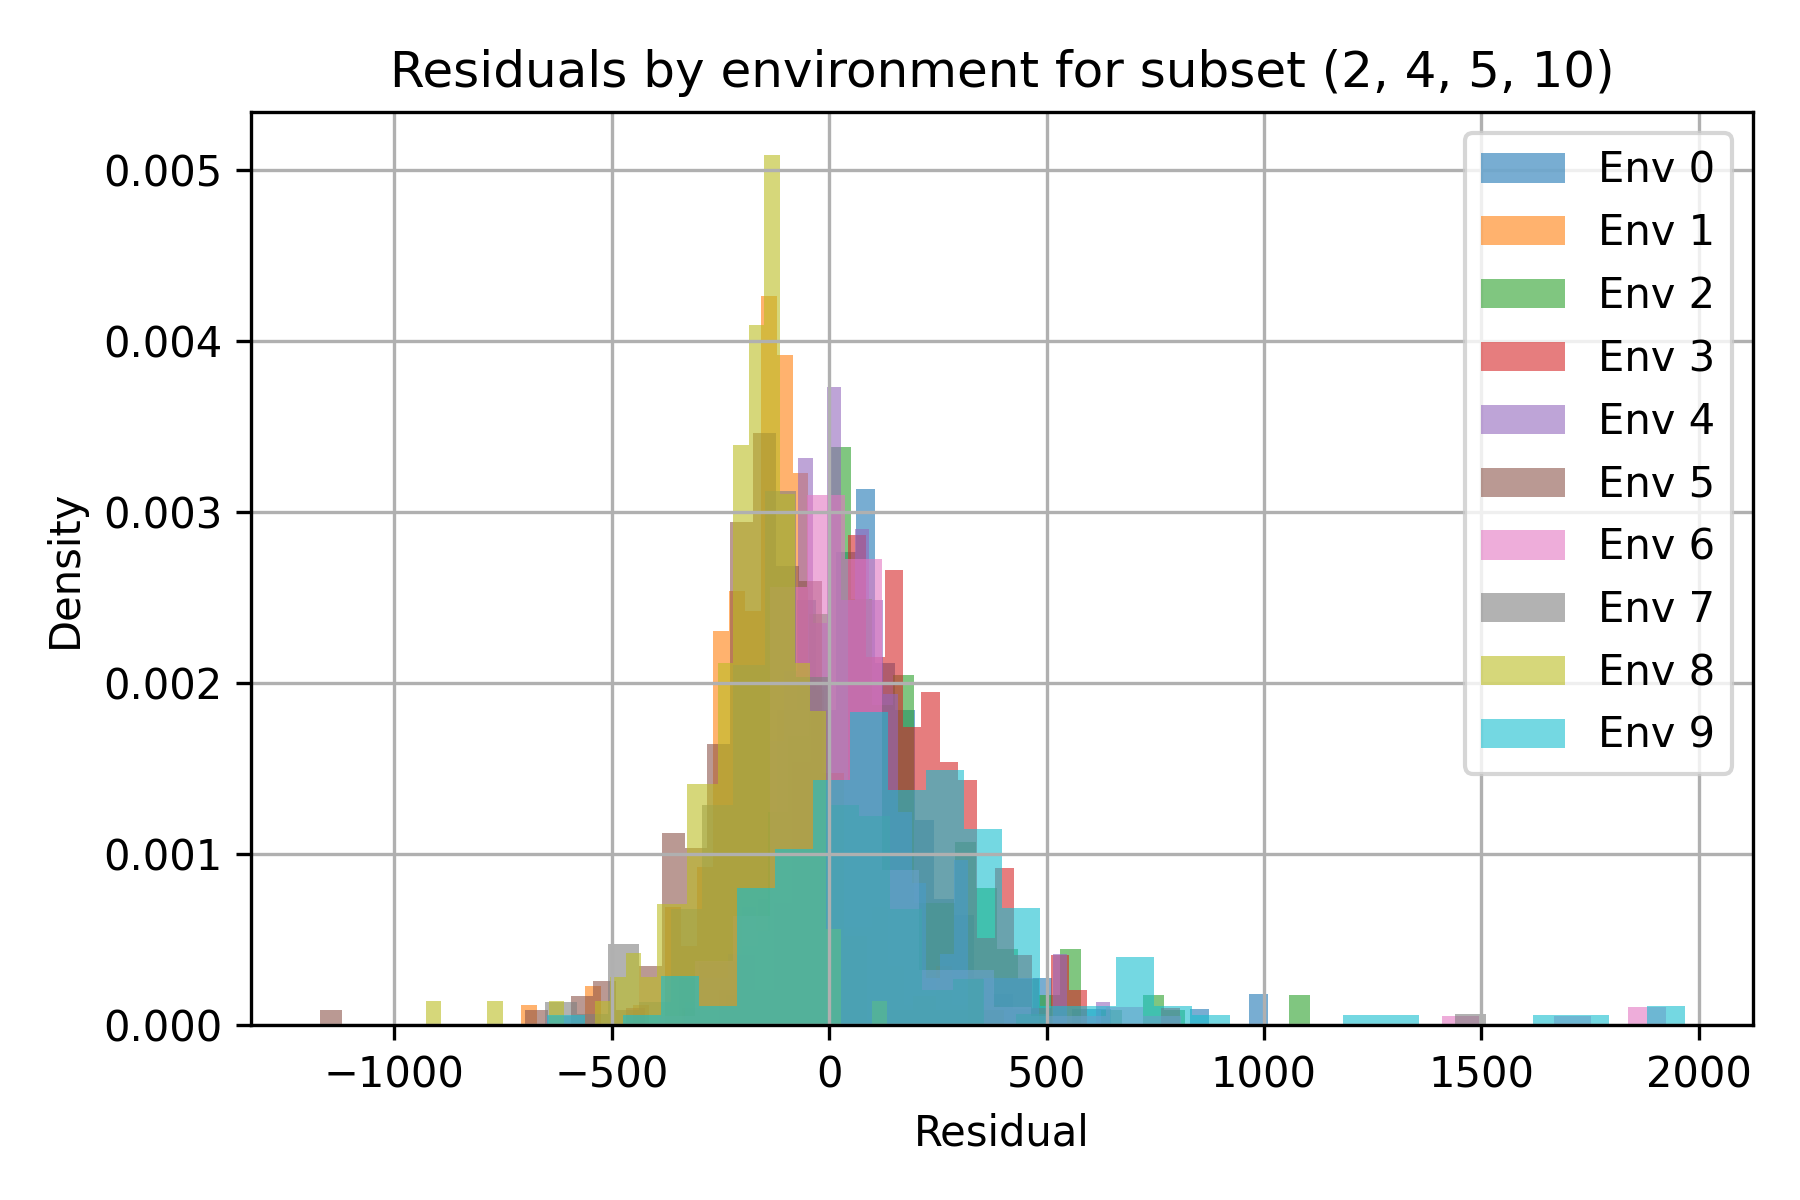 Residuals by environment for subset (2, 4, 5, 10)
0.005
0.004
0.003
0.002
0.001
0.000
Density
−1000
−500
0
500
1000
1500
2000
Residual
Env 0
Env 1
Env 2
Env 3
Env 4
Env 5
Env 6
Env 7
Env 8
Env 9